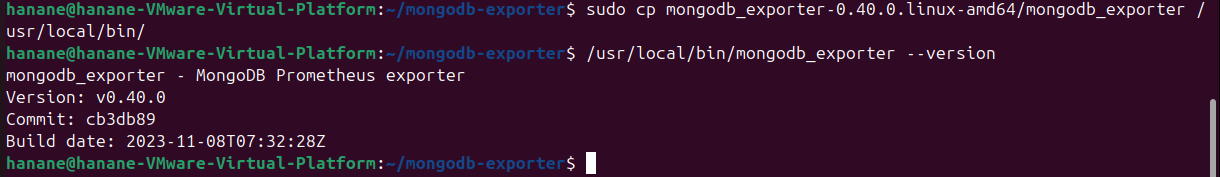 hanane@hanane-VMware-Virtual-Platform:~/mongodb-exporter$ sudo cp mongodb_exporter-0.40.0.linux-amd64/mongodb_exporter /
usr/local/bin/
hanane@hanane-VMware-Virtual-Platform:~/mongodb-exporter$ /usr/local/bin/mongodb_exporter --version
mongodb_exporter - MongoDB Prometheus exporter
Version: v0.40.0
Commit: cb3db89
Build date: 2023-11-08T07:32:28Z
hanane@hanane-VMware-Virtual-Platform:~/mongodb-exporter$